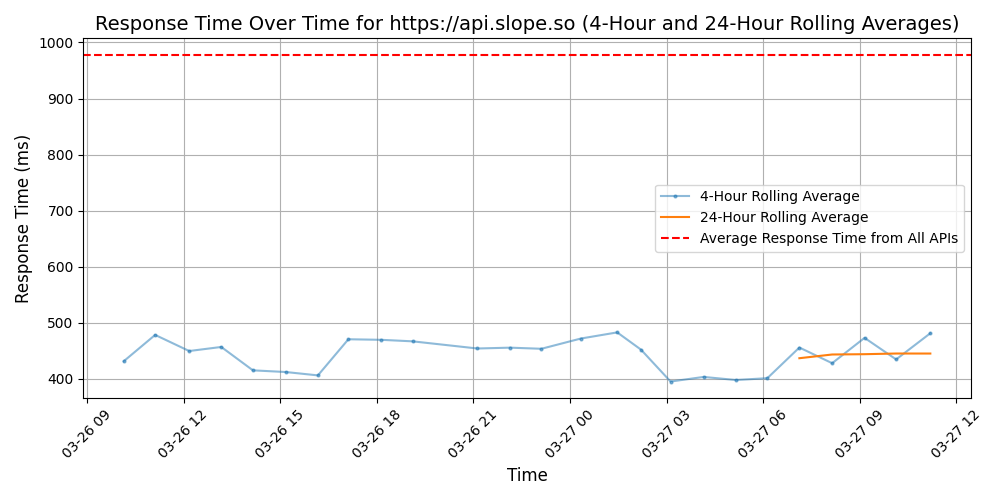 Response Time Over Time for https://api.slope.so (4-Hour and 24-Hour Rolling Averages)
Response Time (ms)
1000
900
800
700
600
500
400
4-Hour Rolling Average
24-Hour Rolling Average
Average Response Time from All APIs
03-26 09
03-26 12
03-26 15
03-26 18
03-26 21
03-27 00
03-27 03
03-27 06
03-27 09
03-27 12
Time